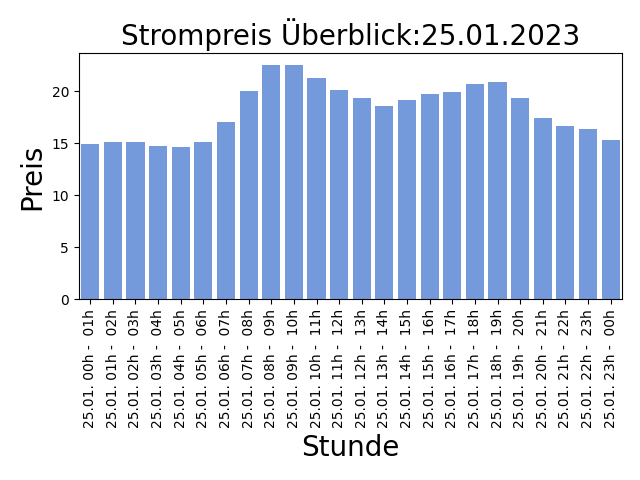 Strompreis Überblick:25.01.2023
Preis
20
15
10
5
0
25.01. 00h - 01h
25.01. 01h - 02h
25.01. 02h - 03h
25.01. 03h - 04h
25.01. 04h - 05h
25.01. 05h - 06h
25.01. 06h - 07h
25.01. 07h - 08h
25.01. 08h - 09h
25.01. 09h - 10h
25.01. 10h - 11h
25.01. 11h - 12h
25.01. 12h - 13h
25.01. 13h - 14h
25.01. 14h - 15h
25.01. 15h - 16h
25.01. 16h - 17h
25.01. 17h - 18h
25.01. 18h - 19h
25.01. 19h - 20h
25.01. 20h - 21h
25.01. 21h - 22h
25.01. 22h - 23h
25.01. 23h - 00h
Stunde